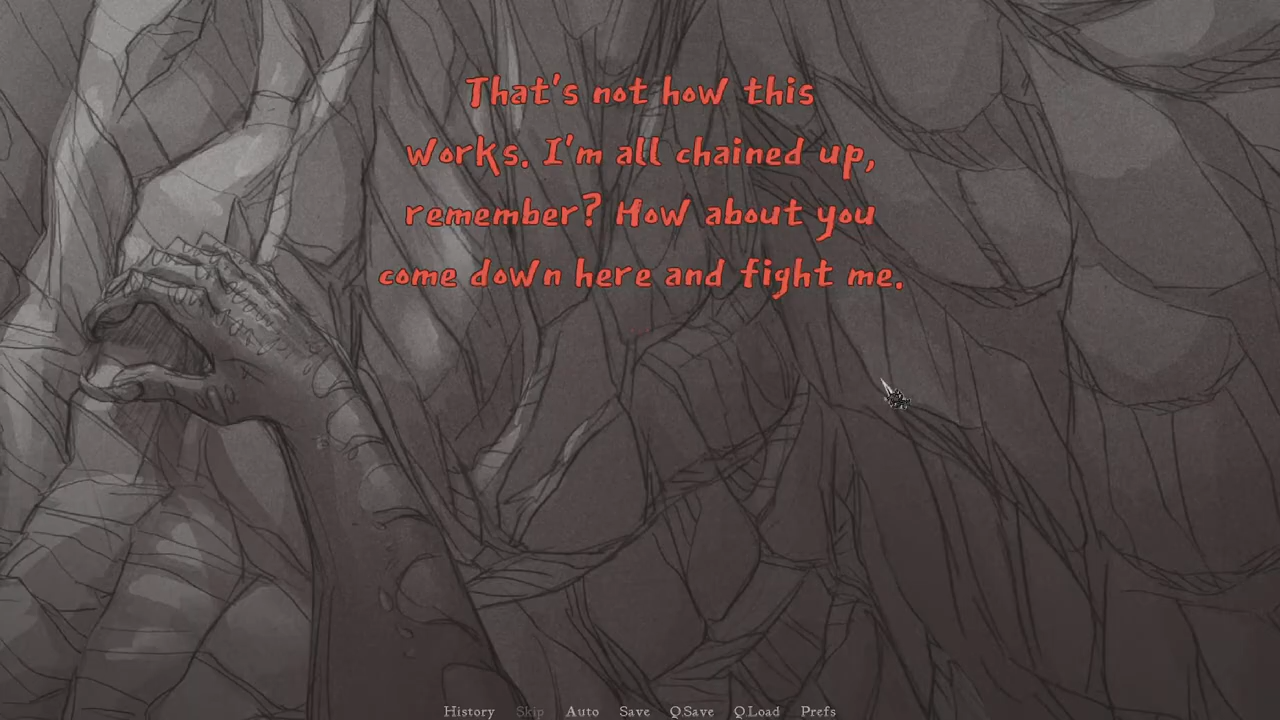 That's not how this
works. I'm all chained up,
remember? How about you
come down here and fight me.
History Skip Auto Save Q.Save Q.Load Prefs